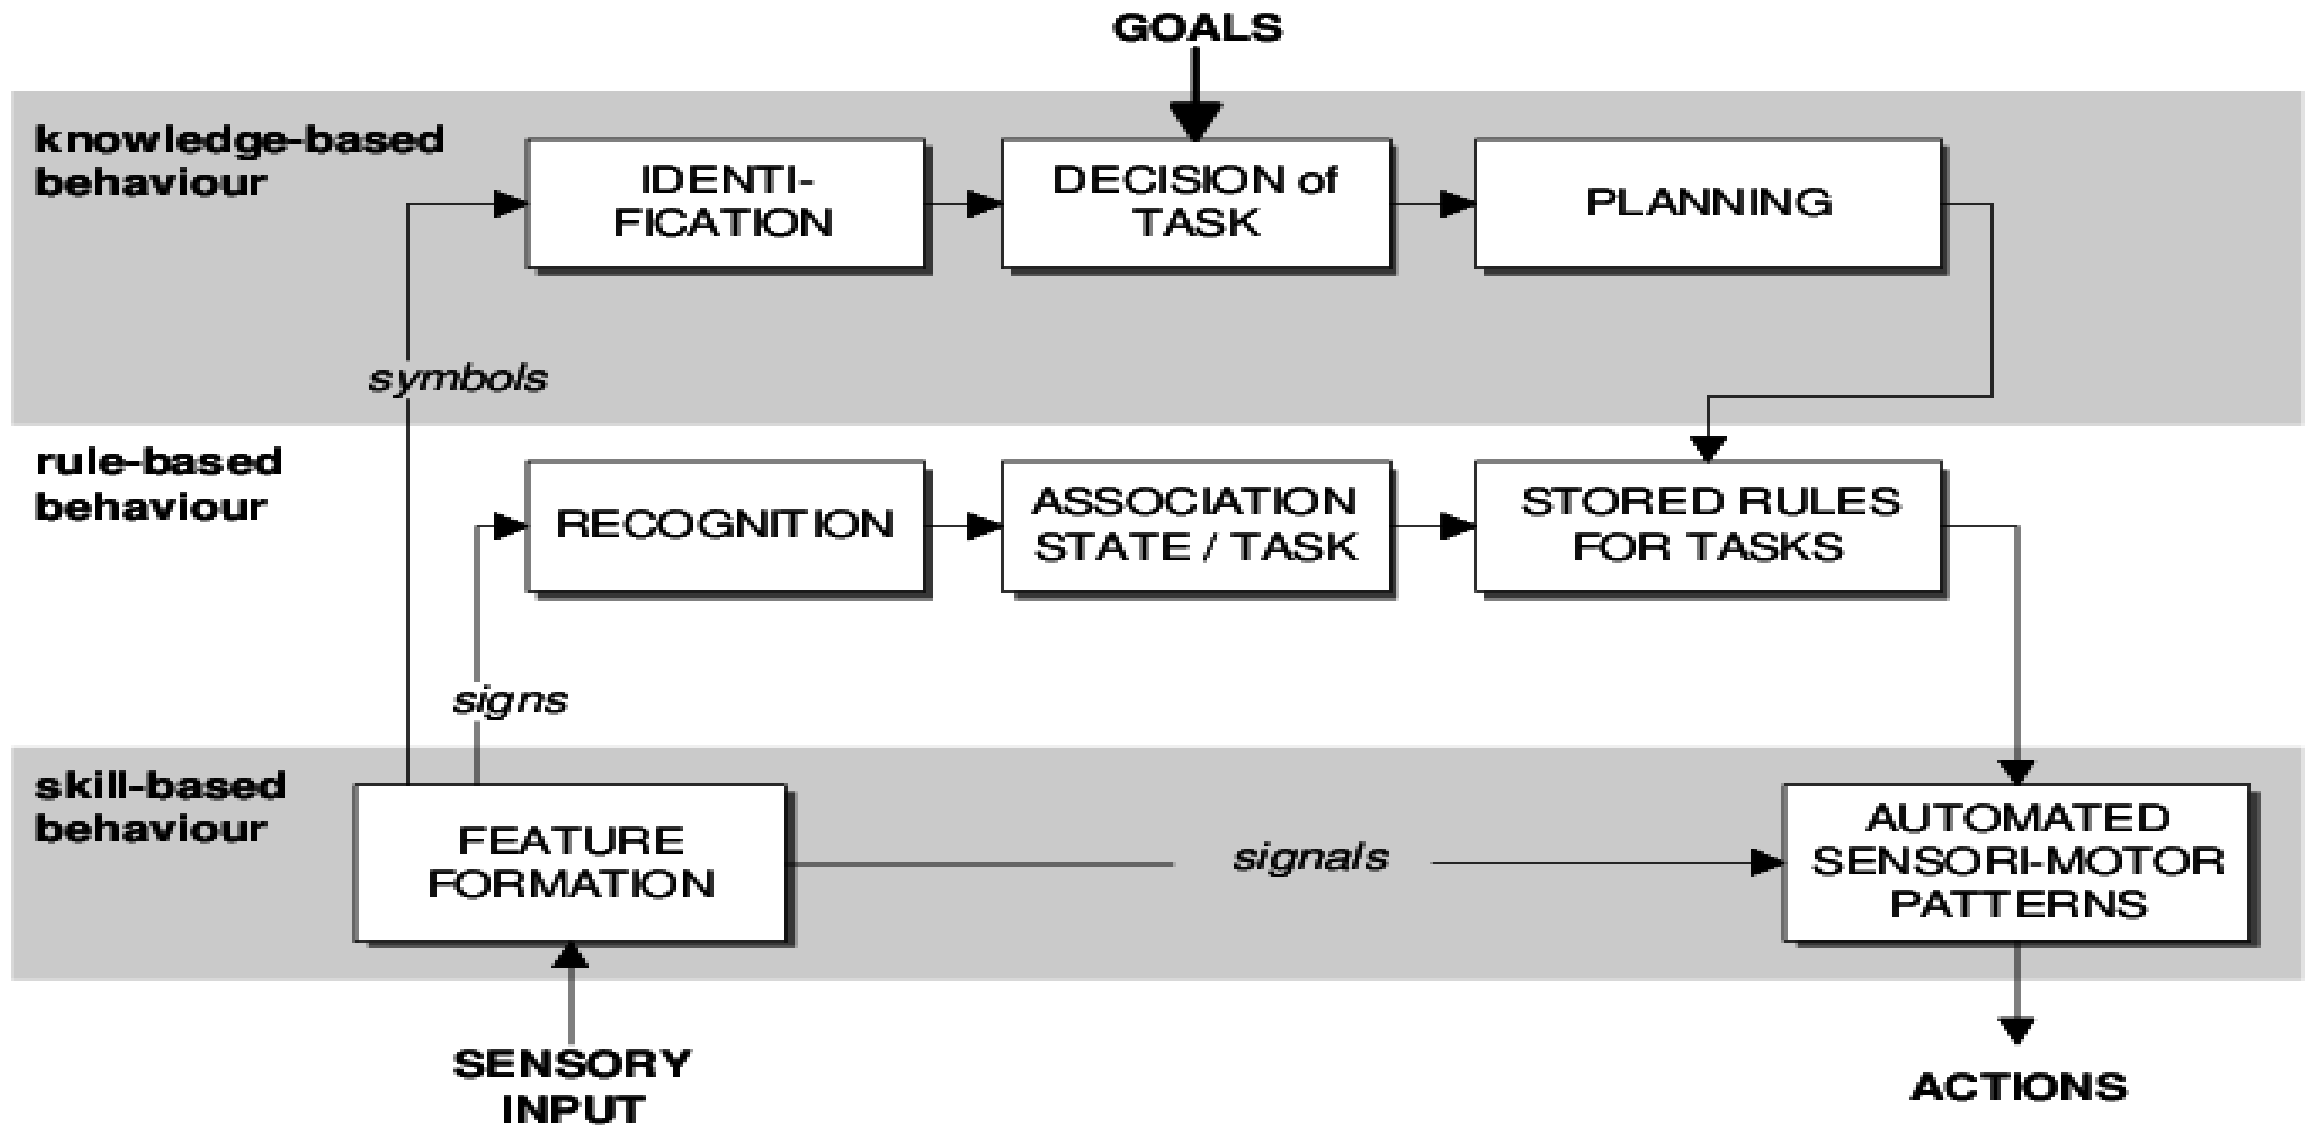 GOALS
knowledge-based
behaviour
IDENTI-
FICATION
DECISION of
TASK
PLANNING
symbols
rule-based
behaviour
RECOGNITION
ASSOCIATION
STATE / TASK
STORED RULES
FOR TASKS
signs
skill-based
behaviour
FEATURE
FORMATION
signals
AUTOMATED
SENSORI-MOTOR
PATTERNS
SENSORY
INPUT
ACTIONS